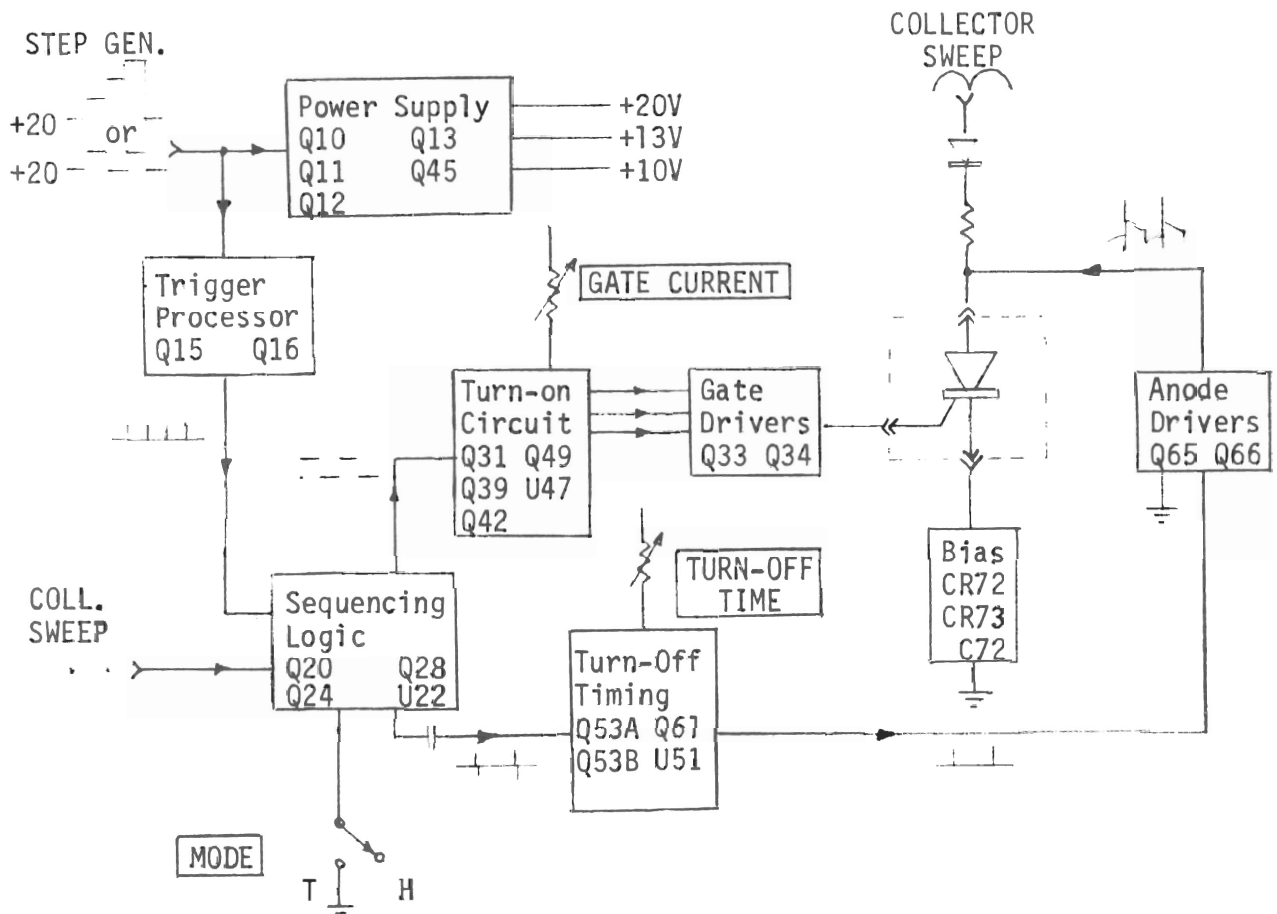 STEP GEN.
+20
or
+20
Power Supply
Q10 Q13
Q11 Q45
Q12
+20V
+13V
+10V
COLLECTOR
SWEEP
Trigger
Processor
Q15 Q16
GATE CURRENT
Turn-on
Circuit
Q31 Q49
Q39 U47
Q42
Gate
Drivers
Q33 Q34
Anode
Drivers
Q65 Q66
Bias
CR72
CR73
C72
COLL.
SWEEP
Sequencing
Logic
Q20 Q28
Q24 U22
TURN-OFF
TIME
Turn-Off
Timing
Q53A Q61
Q53B U51
MODE
T H